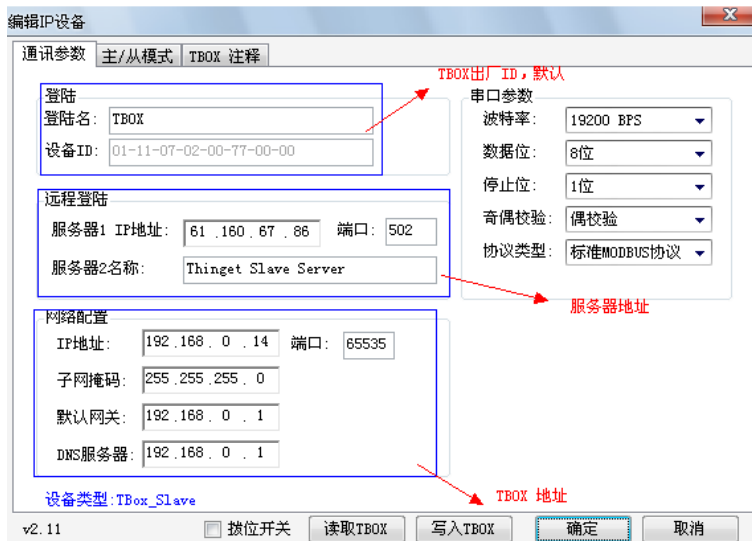 编辑IP设备
通讯参数 主/从模式 TBOX 注释
TBOX出厂ID，默认
登陆
登陆名: TBOX
设备ID: 01-11-07-02-00-77-00-00
串口参数
波特率: 19200 BPS
数据位: 8位
停止位: 1位
奇偶校验: 偶校验
协议类型: 标准MODBUS协议
远程登陆
服务器1 IP地址: 61 .160. 67 . 86 端口: 502
服务器2名称: Thinget Slave Server
服务器地址
网络配置
IP地址: 192.168. 0 .14 端口: 65535
子网掩码: 255.255.255. 0
默认网关: 192.168. 0 . 1
DNS服务器: 192.168. 0 . 1
TBOX 地址
设备类型:TBox_Slave
v2.11 拨位开关 读取TBOX 写入TBOX 确定 取消